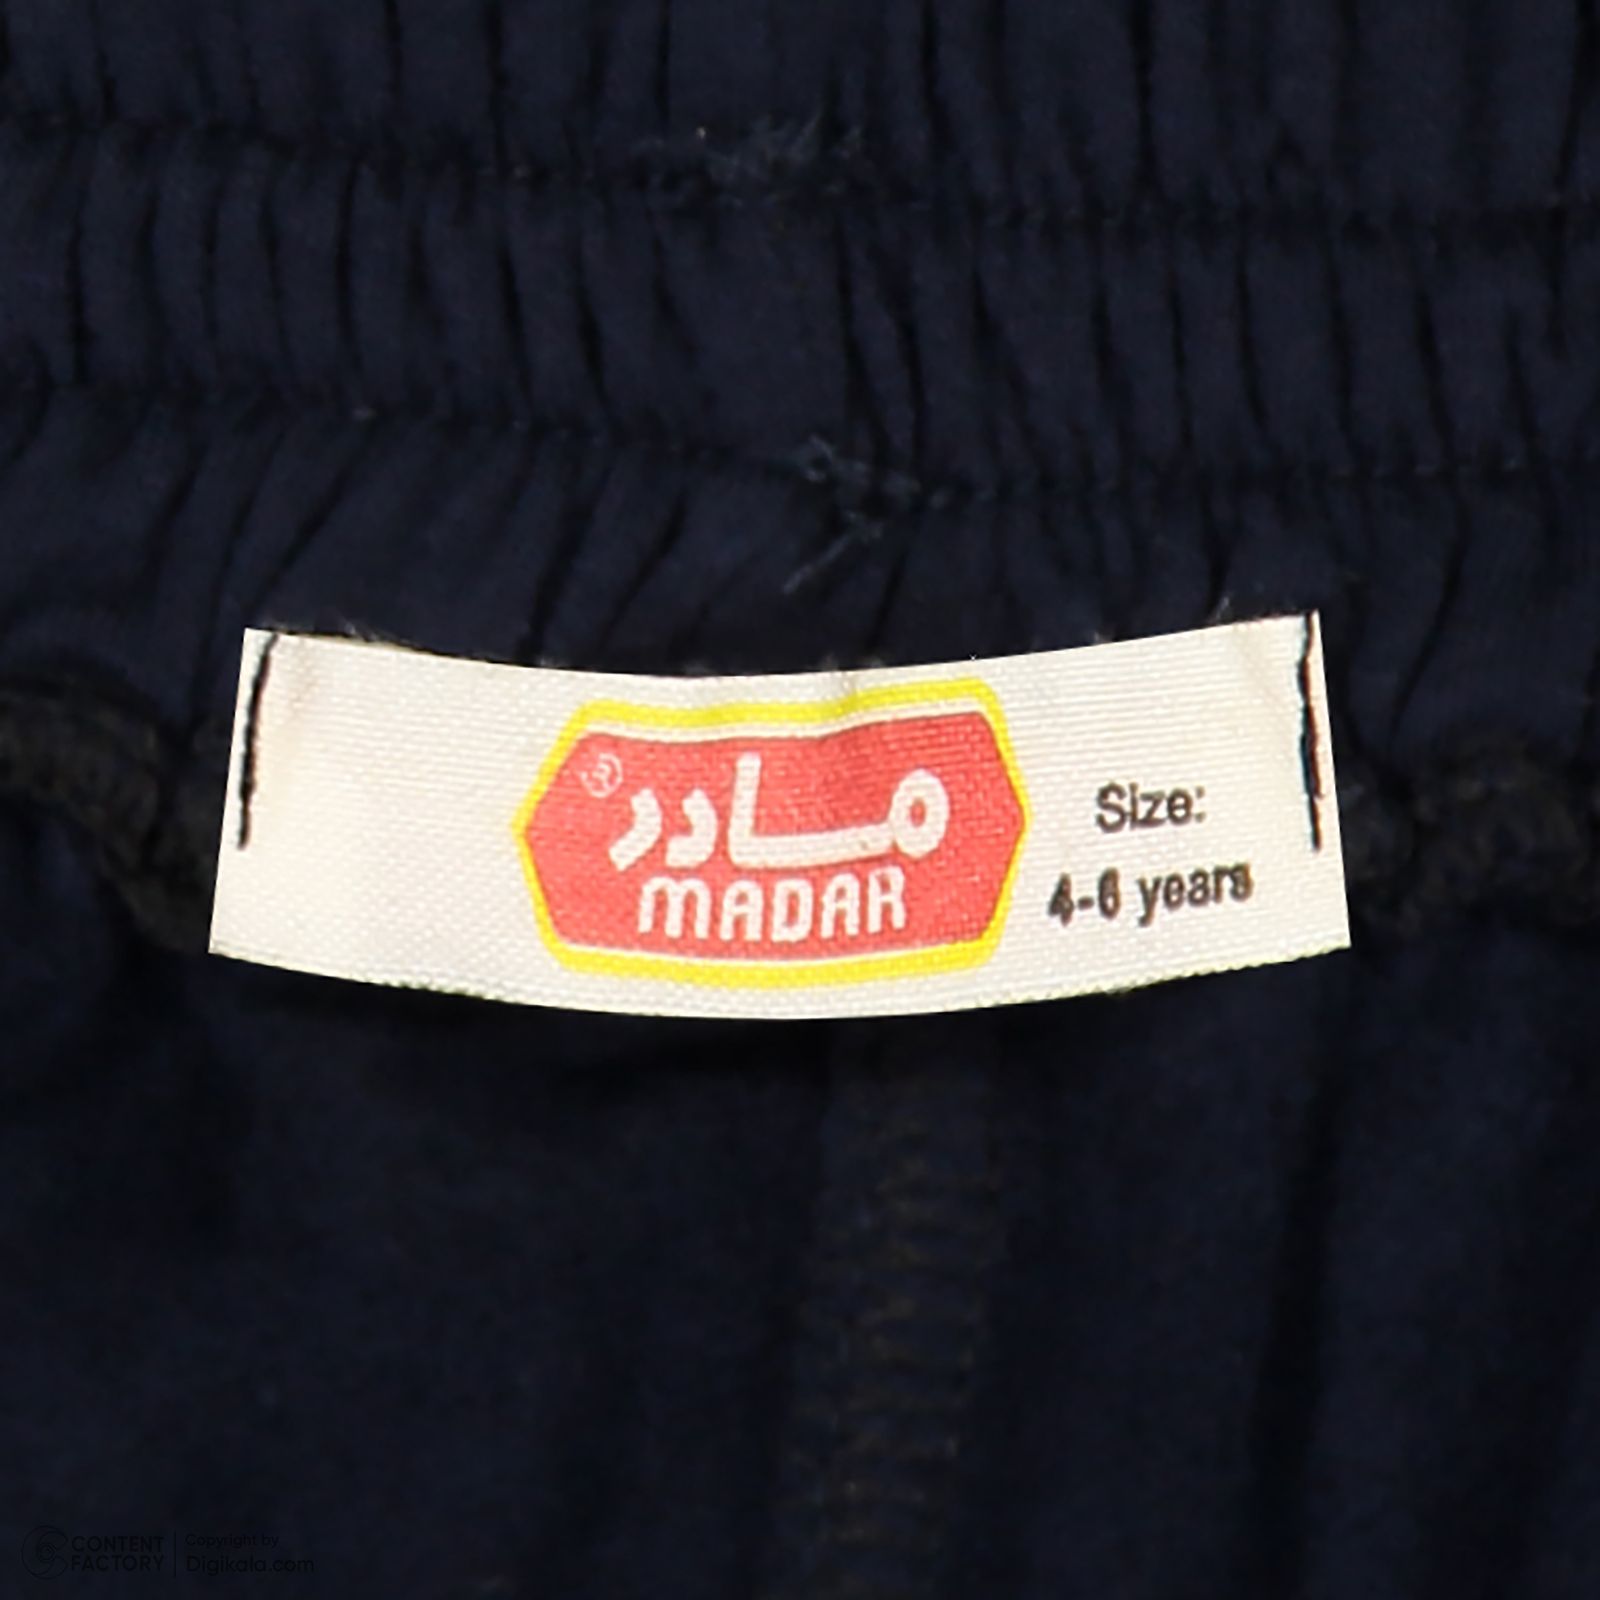 مادر ®
MADAR
Size:
4-6 years
CONTENT FACTORY
Copyright by
Digikala.com